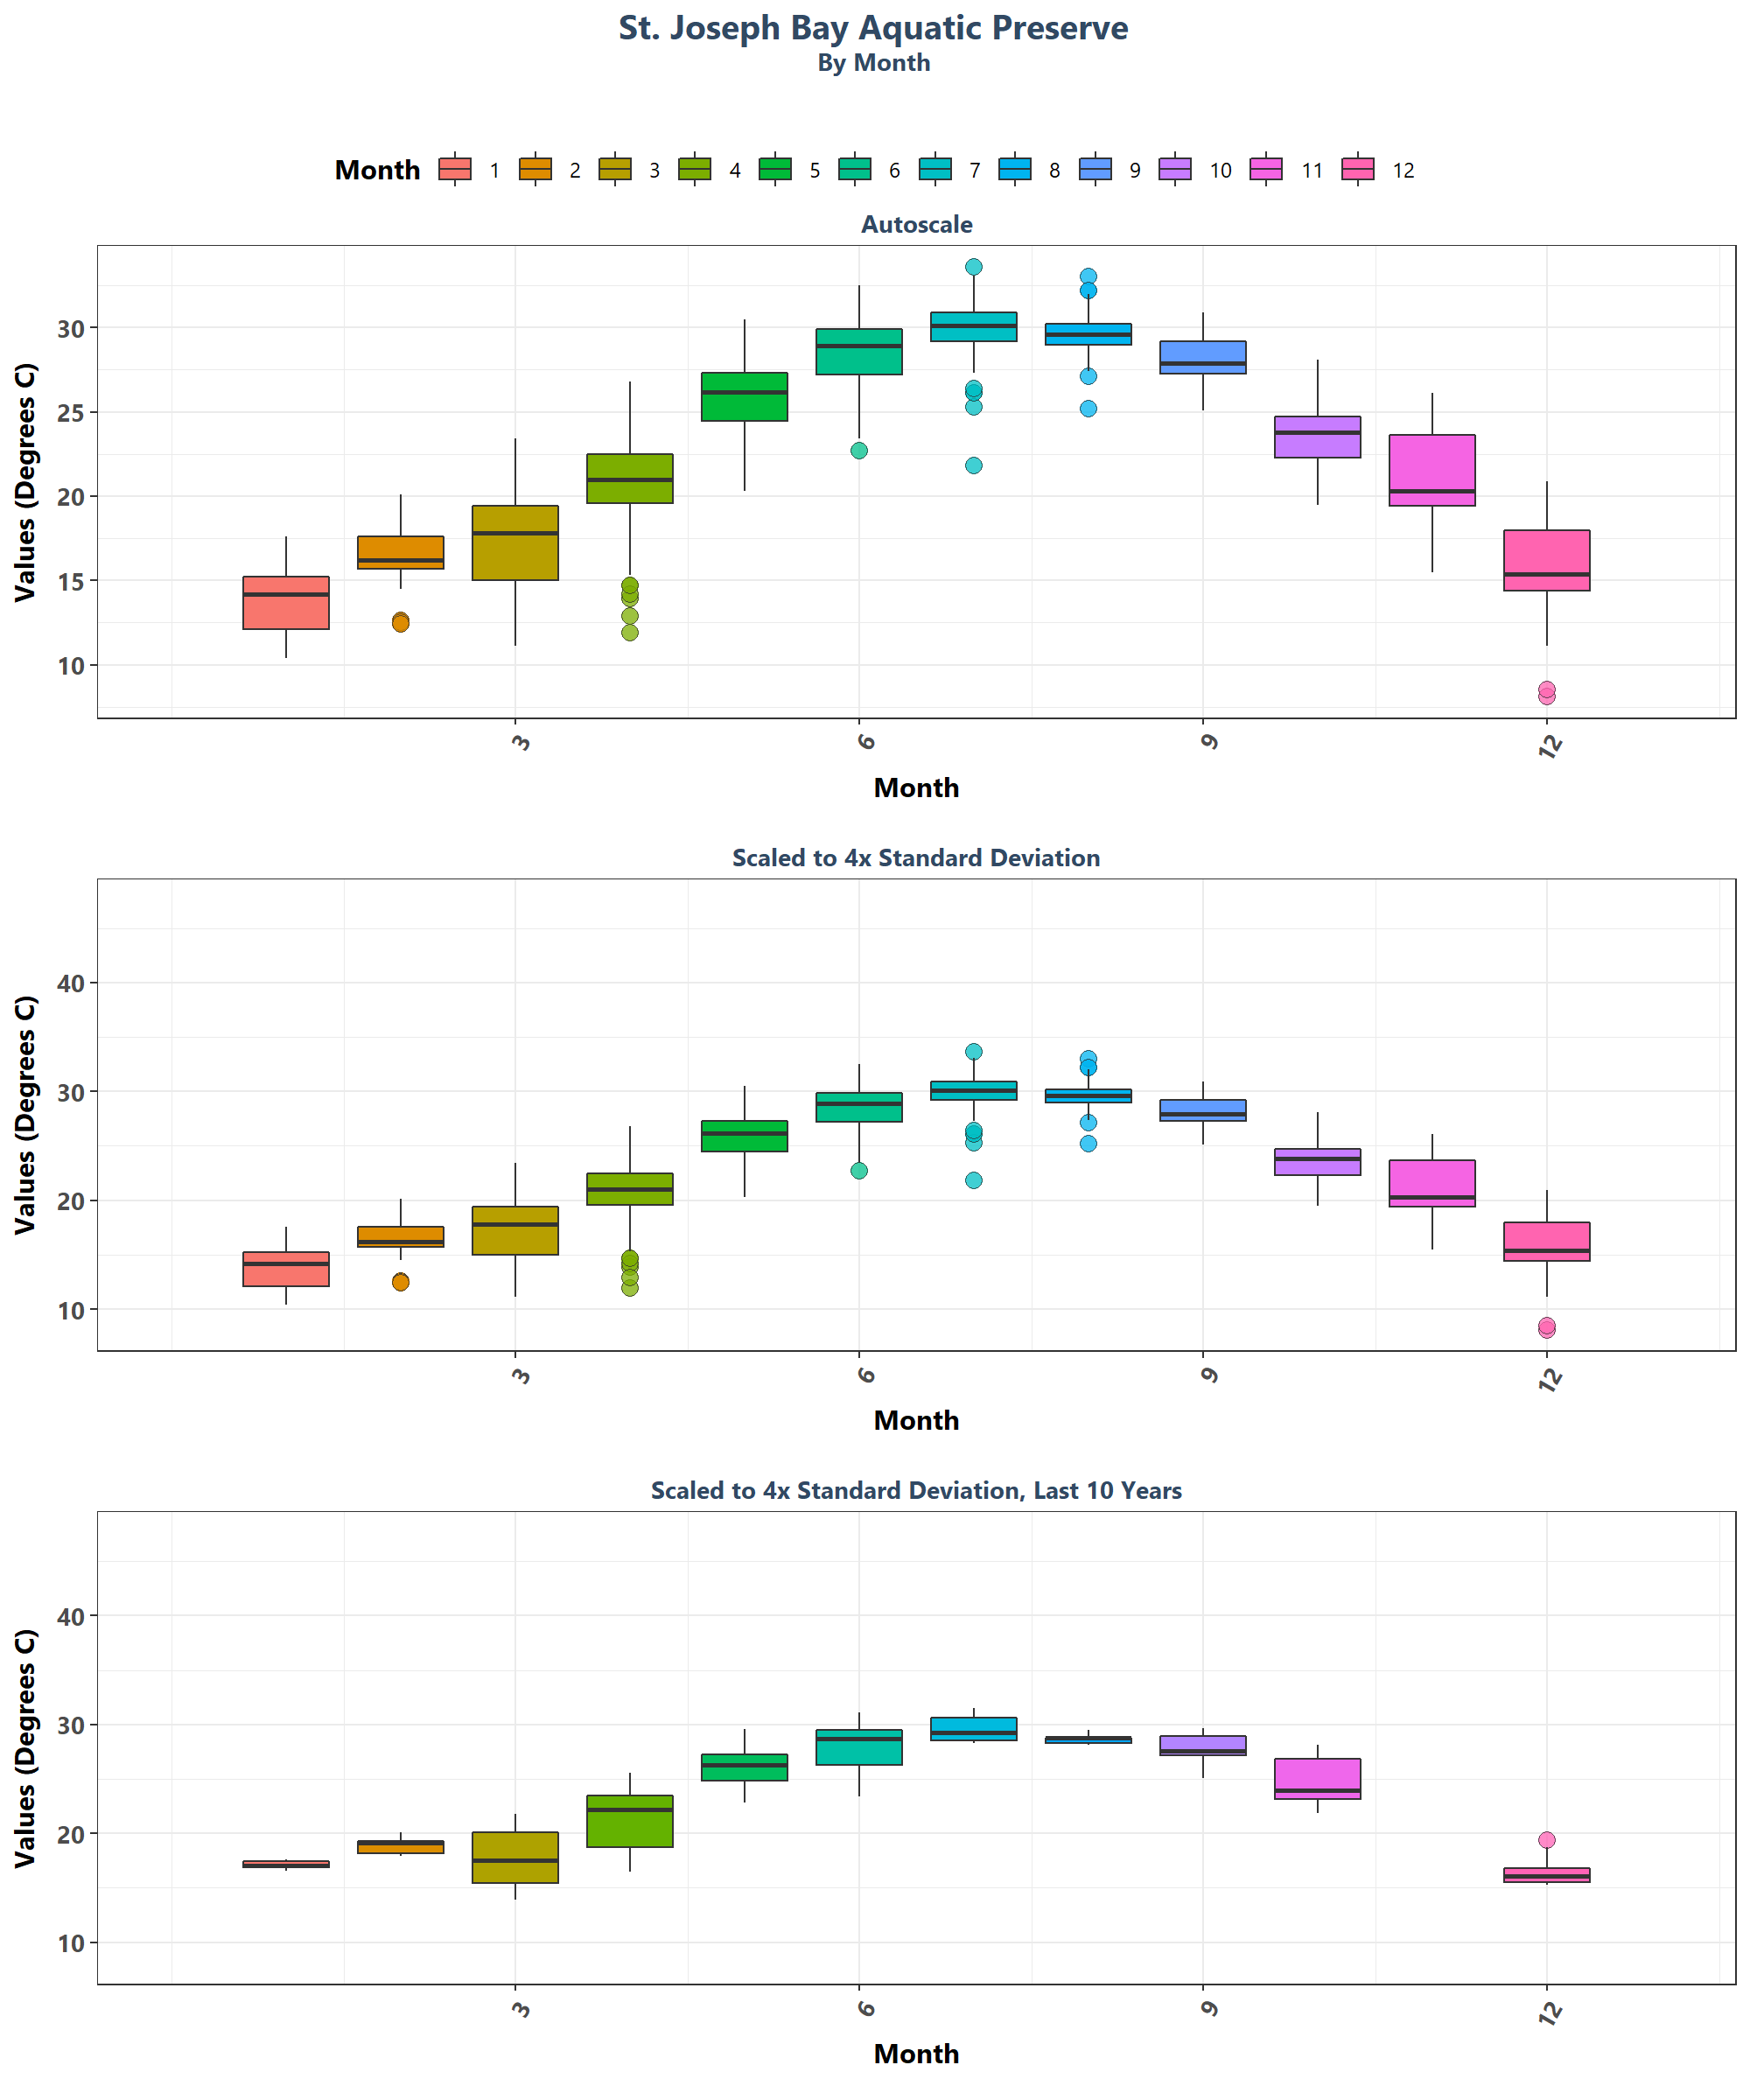 St. Joseph Bay Aquatic Preserve
By Month
Month 1 2 3 4 5 6 7 8 9 10 11 12
Autoscale
Values (Degrees C)
30
25
20
15
10
3 6 9 12
Month
Scaled to 4x Standard Deviation
Values (Degrees C)
40
30
20
10
3 6 9 12
Month
Scaled to 4x Standard Deviation, Last 10 Years
Values (Degrees C)
40
30
20
10
3 6 9 12
Month